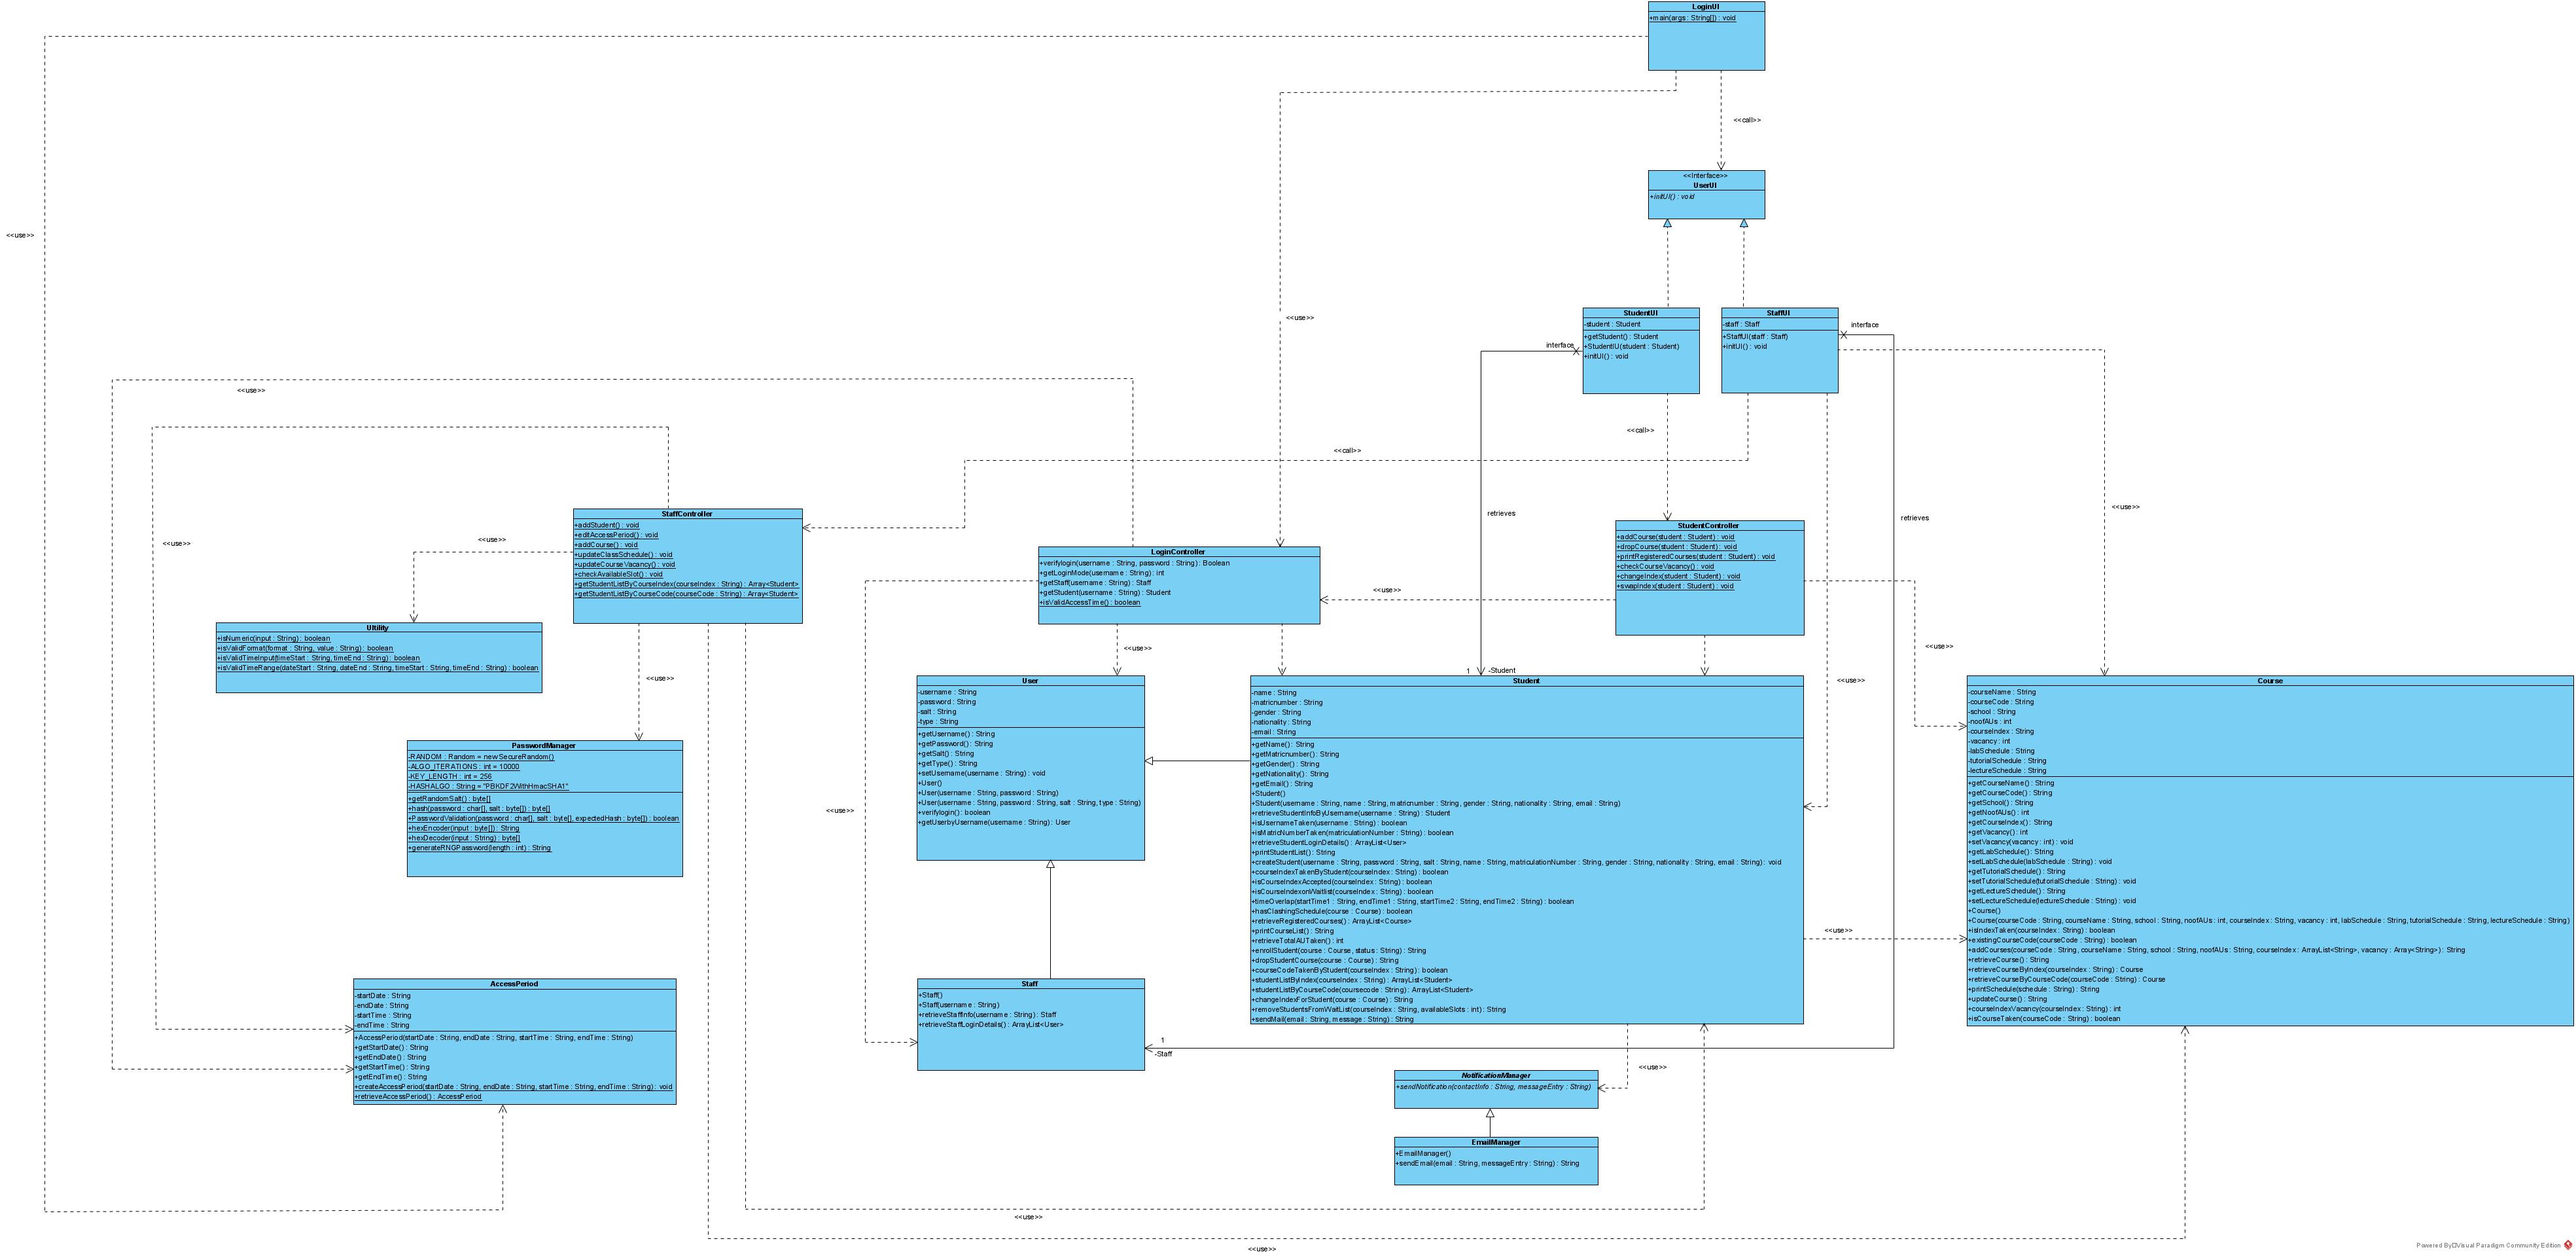 LoginUI
+main(args : String[]) : void
<<call>>
<<use>>
<<Interface>>
UserUI
+initUI() : void
<<use>>
StudentUI
-student : Student
+getStudent() : Student
+StudentIU(student : Student)
+initUI() : void
StaffUI
-staff : Staff
+StaffUI(staff : Staff)
+initUI() : void
interface
interface
<<use>>
<<call>>
<<call>>
<<use>>
retrieves
retrieves
<<use>>
<<use>>
StaffController
+addStudent() : void
+editAccessPeriod() : void
+addCourse() : void
+updateClassSchedule() : void
+updateCourseVacancy() : void
+checkAvailableSlot() : void
+getStudentListByCourseIndex(courseIndex : String) : Array<Student>
+getStudentListByCourseCode(courseCode : String) : Array<Student>
<<use>>
LoginController
+verifylogin(username : String, password : String) : Boolean
+getLoginMode(username : String) : int
+getStaff(username : String) : Staff
+getStudent(username : String) : Student
+isValidAccessTime() : boolean
<<use>>
StudentController
+addCourse(student : Student) : void
+dropCourse(student : Student) : void
+printRegisteredCourses(student : Student) : void
+checkCourseVacancy() : void
+changeIndex(student : Student) : void
+swapIndex(student : Student) : void
Ultility
+isNumeric(input : String) : boolean
+isValidFormat(format : String, value : String) : boolean
+isValidTimeInput(timeStart : String, timeEnd : String) : boolean
+isValidTimeRange(dateStart : String, dateEnd : String, timeStart : String, timeEnd : String) : boolean
<<use>>
<<use>>
<<use>>
<<use>>
1
-Student
User
-username : String
-password : String
-salt : String
-type : String
+getUsername() : String
+getPassword() : String
+getSalt() : String
+getType() : String
+setUsername(username : String) : void
+User()
+User(username : String, password : String)
+User(username : String, password : String, salt : String, type : String)
+verifylogin() : boolean
+getUserbyUsername(username : String) : User
Student
-name : String
-matricnumber : String
-gender : String
-nationality : String
-email : String
+getName() : String
+getMatricnumber() : String
+getGender() : String
+getNationality() : String
+getEmail() : String
+Student()
+Student(username : String, name : String, matricnumber : String, gender : String, nationality : String, email : String)
+retrieveStudentInfoByUsername(username : String) : Student
+isUsernameTaken(username : String) : boolean
+isMatricNumberTaken(matriculationNumber : String) : boolean
+retrieveStudentLoginDetails() : ArrayList<User>
+printStudentList() : String
+createStudent(username : String, password : String, salt : String, name : String, matriculationNumber : String, gender : String, nationality : String, email : String) : void
+courseIndexTakenByStudent(courseIndex : String) : boolean
+isCourseIndexAccepted(courseIndex : String) : boolean
+isCourseIndexonWaitlist(courseIndex : String) : boolean
+timeOverlap(startTime1 : String, endTime1 : String, startTime2 : String, endTime2 : String) : boolean
+hasClashingSchedule(course : Course) : boolean
+retrieveRegisteredCourses() : ArrayList<Course>
+printCourseList() : String
+retrieveTotalAUTaken() : int
+enrollStudent(course : Course, status : String) : String
+dropStudentCourse(course : Course) : String
+courseCodeTakenByStudent(courseIndex : String) : boolean
+studentListByIndex(courseIndex : String) : ArrayList<Student>
+studentListByCourseCode(coursecode : String) : ArrayList<Student>
+changeIndexForStudent(course : Course) : String
+removeStudentsFromWaitList(courseIndex : String, availableSlots : int) : String
+sendMail(email : String, message : String) : String
Course
-courseName : String
-courseCode : String
-school : String
-noofAUs : int
-courseIndex : String
-vacancy : int
-labSchedule : String
-tutorialSchedule : String
-lectureSchedule : String
+getCourseName() : String
+getCourseCode() : String
+getSchool() : String
+getNoofAUs() : int
+getCourseIndex() : String
+getVacancy() : int
+setVacancy(vacancy : int) : void
+getLabSchedule() : String
+setLabSchedule(labSchedule : String) : void
+getTutorialSchedule() : String
+setTutorialSchedule(tutorialSchedule : String) : void
+getLectureSchedule() : String
+setLectureSchedule(lectureSchedule : String) : void
+Course()
+Course(courseCode : String, courseName : String, school : String, noofAUs : int, courseIndex : String, vacancy : int, labSchedule : String, tutorialSchedule : String, lectureSchedule : String)
+isIndexTaken(courseIndex : String) : boolean
+existingCourseCode(courseCode : String) : boolean
+addCourses(courseCode : String, courseName : String, school : String, noofAUs : String, courseIndex : ArrayList<String>, vacancy : Array<String>) : String
+retrieveCourse() : String
+retrieveCourseByIndex(courseIndex : String) : Course
+retrieveCourseByCourseCode(courseCode : String) : Course
+printSchedule(schedule : String) : String
+updateCourse() : String
+courseIndexVacancy(courseIndex : String) : int
+isCourseTaken(courseCode : String) : boolean
PasswordManager
-RANDOM : Random = new SecureRandom()
-ALGO_ITERATIONS : int = 10000
-KEY_LENGTH : int = 256
-HASHALGO : String = "PBKDF2WithHmacSHA1"
+getRandomSalt() : byte[]
+hash(password : char[], salt : byte[]) : byte[]
+PasswordValidation(password : char[], salt : byte[], expectedHash : byte[]) : boolean
+hexEncoder(input : byte[]) : String
+hexDecoder(input : String) : byte[]
+generateRNGPassword(length : int) : String
<<use>>
<<use>>
AccessPeriod
-startDate : String
-endDate : String
-startTime : String
-endTime : String
+AccessPeriod(startDate : String, endDate : String, startTime : String, endTime : String)
+getStartDate() : String
+getEndDate() : String
+getStartTime() : String
+getEndTime() : String
+createAccessPeriod(startDate : String, endDate : String, startTime : String, endTime : String) : void
+retrieveAccessPeriod() : AccessPeriod
Staff
+Staff()
+Staff(username : String)
+retrieveStaffInfo(username : String) : Staff
+retrieveStaffLoginDetails() : ArrayList<User>
1
-Staff
<<use>>
NotificationManager
+sendNotification(contactInfo : String, messageEntry : String)
EmailManager
+EmailManager()
+sendEmail(email : String, messageEntry : String) : String
<<use>>
<<use>>
Powered By Visual Paradigm Community Edition